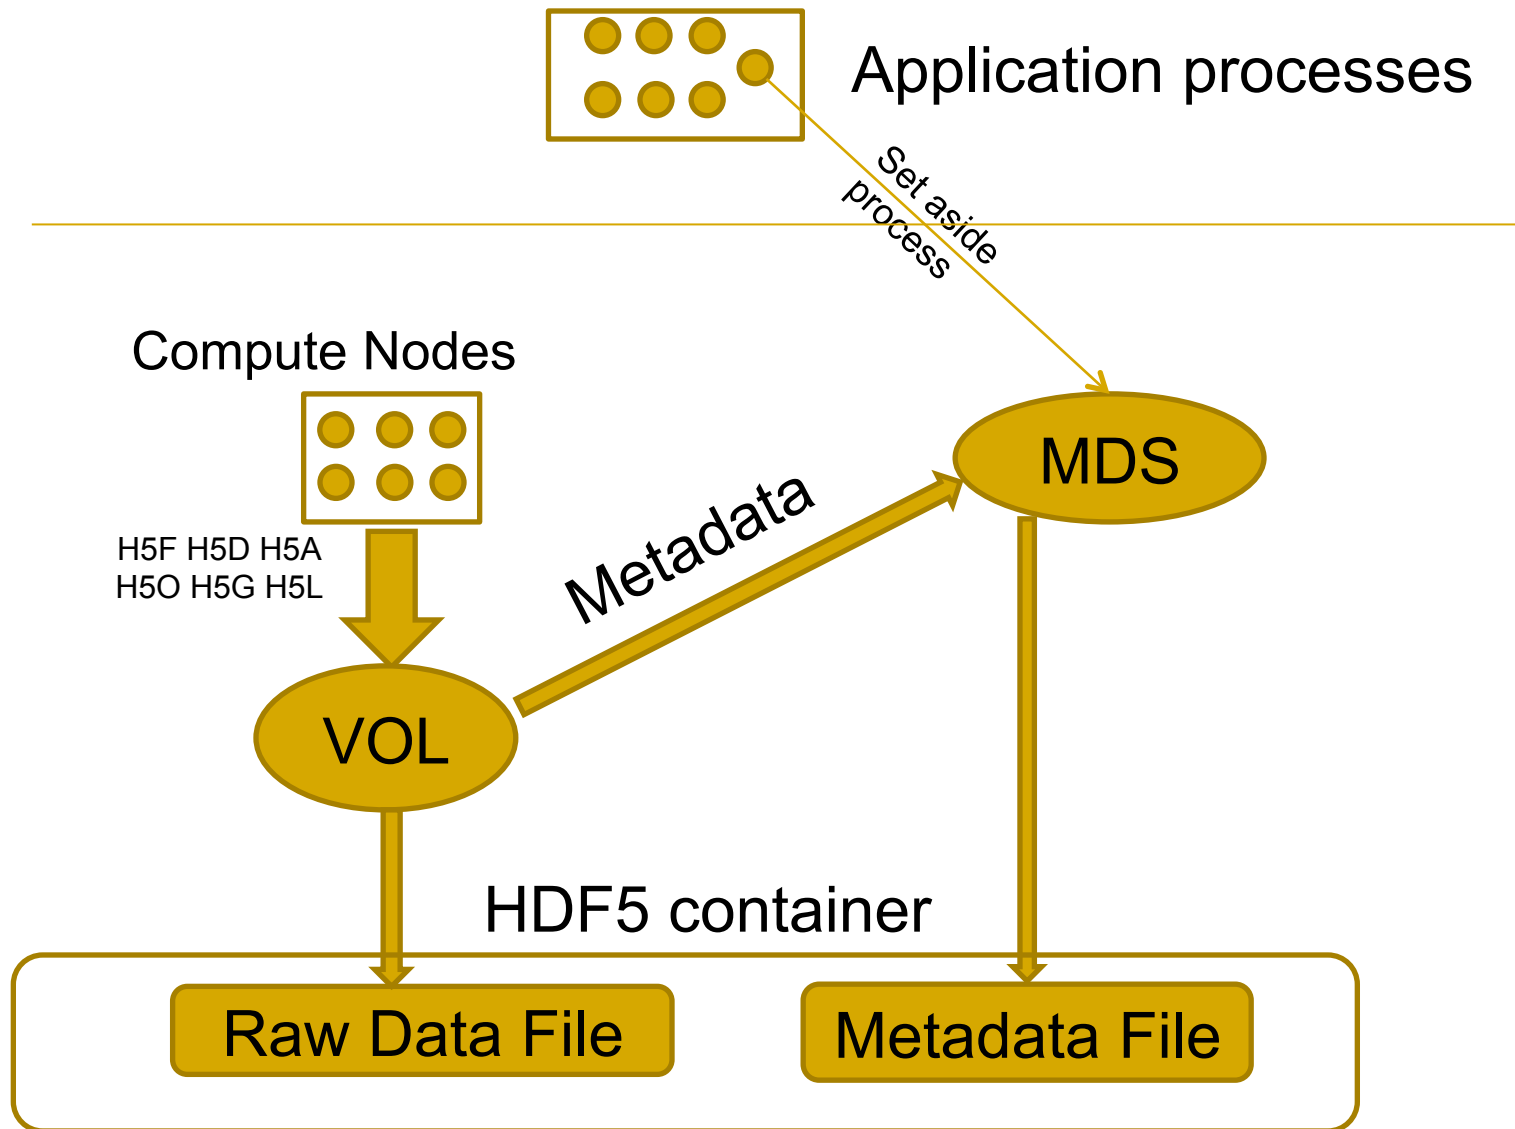 Application processes
Set aside
process
Compute Nodes
MDS
Metadata
H5F H5D H5A
H5O H5G H5L
VOL
HDF5 container
Raw Data File
Metadata File